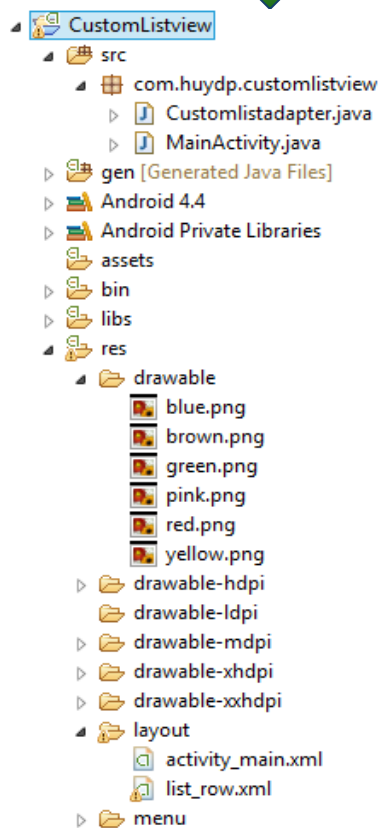 CustomListview
src
com.huydp.customlistview
Customlistadapter.java
MainActivity.java
gen [Generated Java Files]
Android 4.4
Android Private Libraries
assets
bin
libs
res
drawable
blue.png
brown.png
green.png
pink.png
red.png
yellow.png
drawable-hdpi
drawable-ldpi
drawable-mdpi
drawable-xhdpi
drawable-xxhdpi
layout
activity_main.xml
list_row.xml
menu